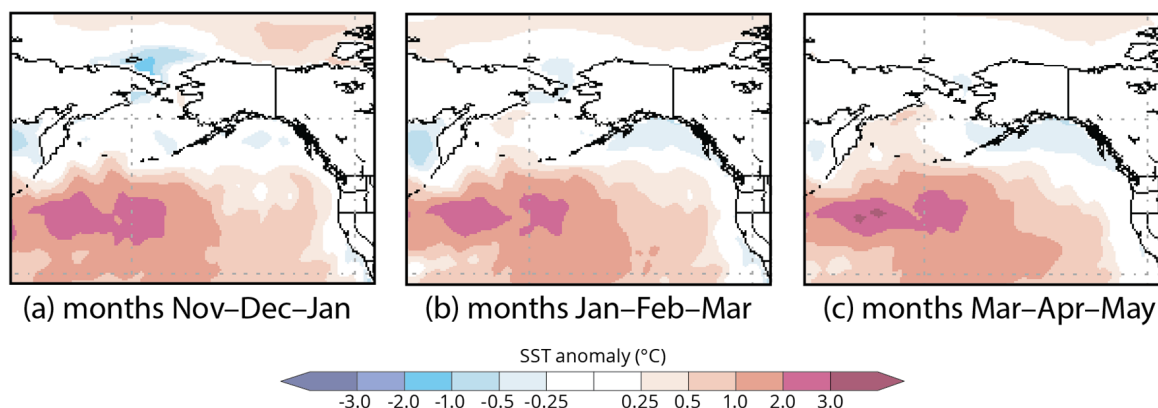 (a) months Nov–Dec–Jan
(b) months Jan–Feb–Mar
(c) months Mar–Apr–May
SST anomaly (°C)
-3.0 -2.0 -1.0 -0.5 -0.25 0.25 0.5 1.0 2.0 3.0